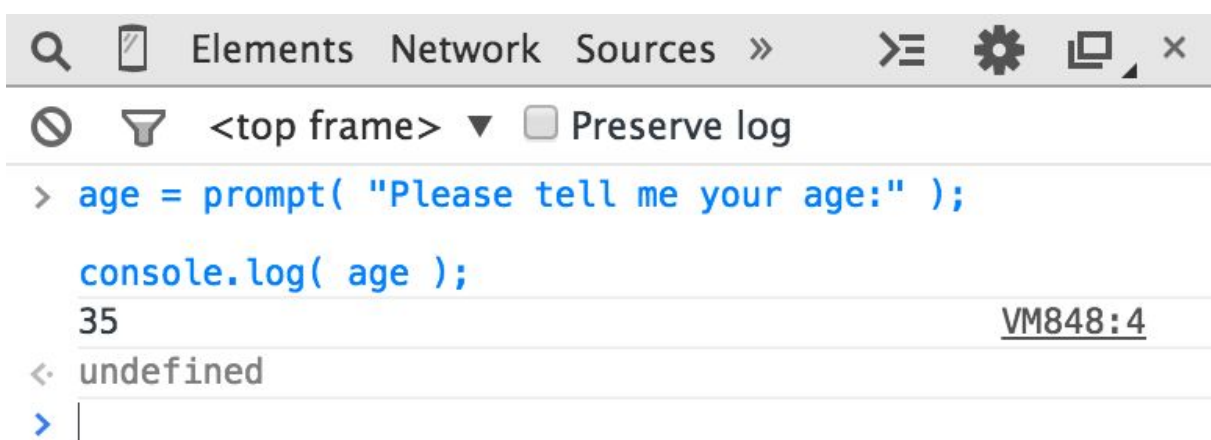 Elements Network Sources »
<top frame> ▼ Preserve log
> age = prompt( "Please tell me your age:" );
console.log( age );
35 VM848:4
undefined
>